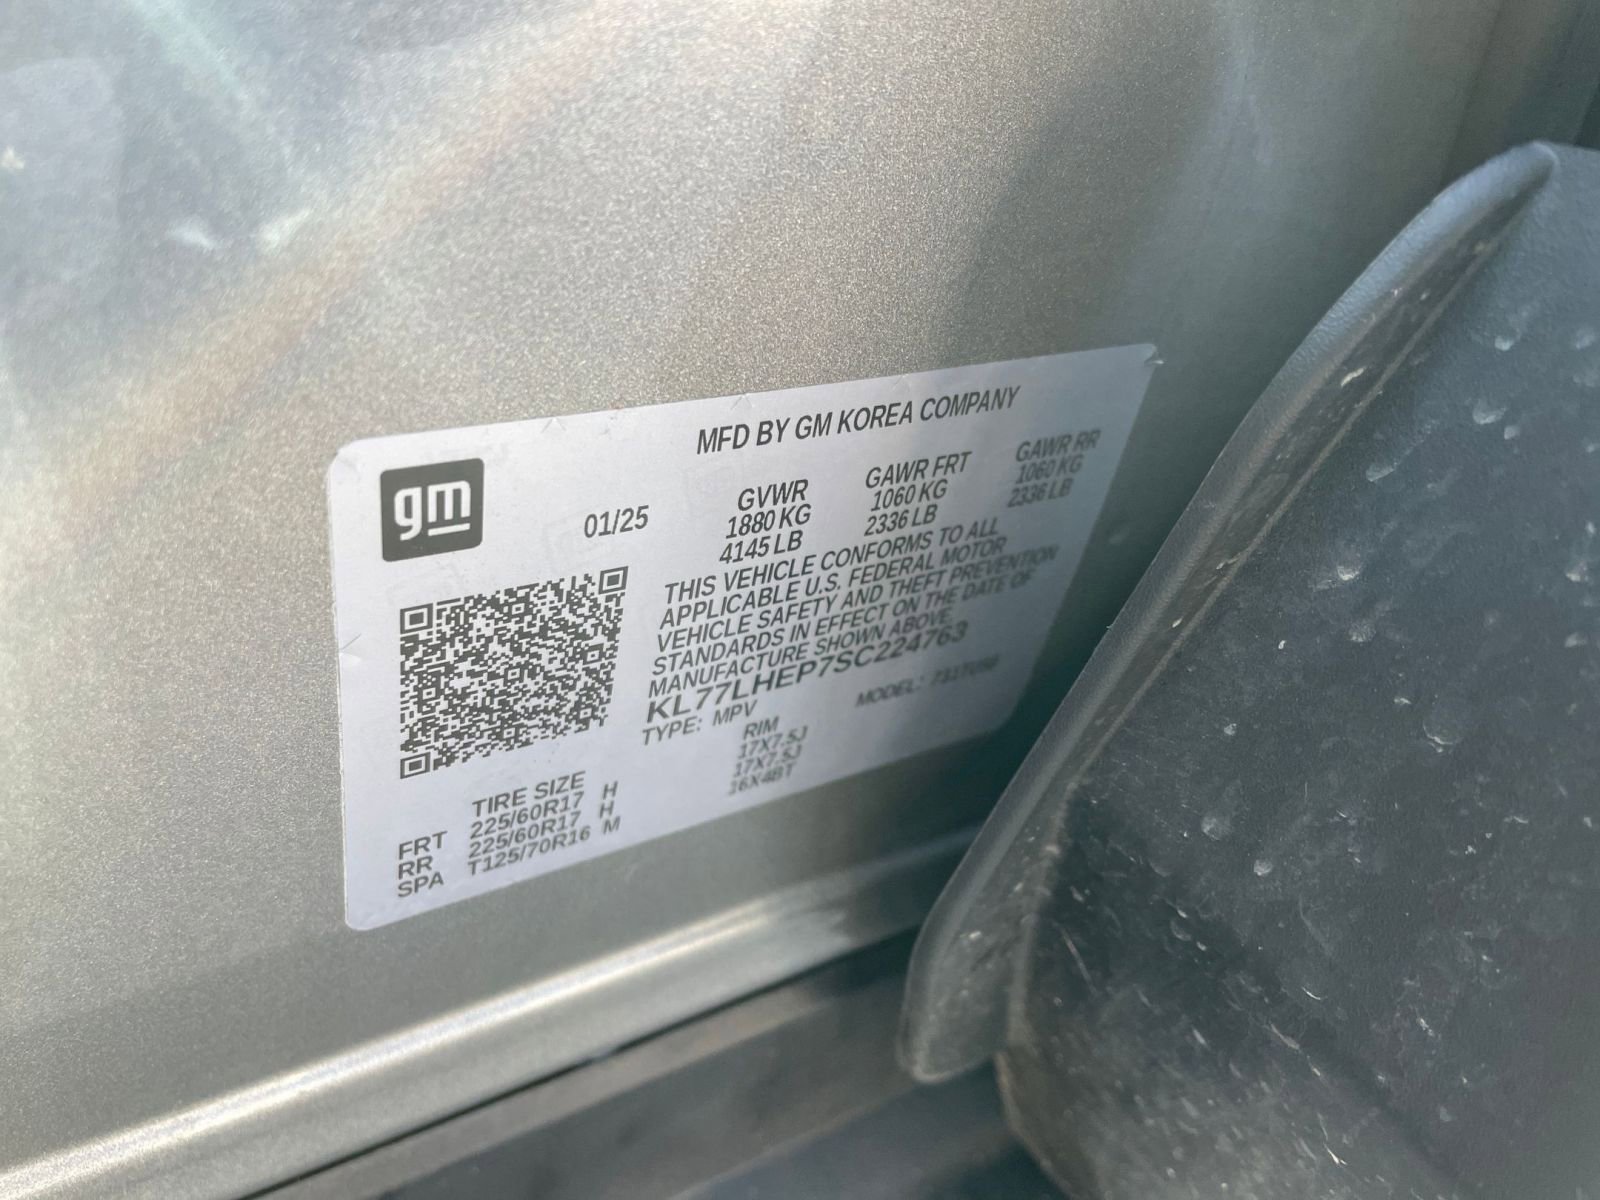 MFD BY GM KOREA COMPANY
gm
01/25
GVWR GAWR FRT GAWR RR
1880 KG 1060 KG 1060 KG
4145 LB 2336 LB 2336 LB
THIS VEHICLE CONFORMS TO ALL
APPLICABLE U.S. FEDERAL MOTOR
VEHICLE SAFETY AND THEFT PREVENTION
STANDARDS IN EFFECT ON THE DATE OF
MANUFACTURE SHOWN ABOVE
KL77LHEP7SC224763
TYPE: MPV MODEL:
TIRE SIZE RIM
FRT 225/60R17 H 17X7.5J
RR 225/60R17 H 17X7.5J
SPA T125/70R16 M 16X4BT